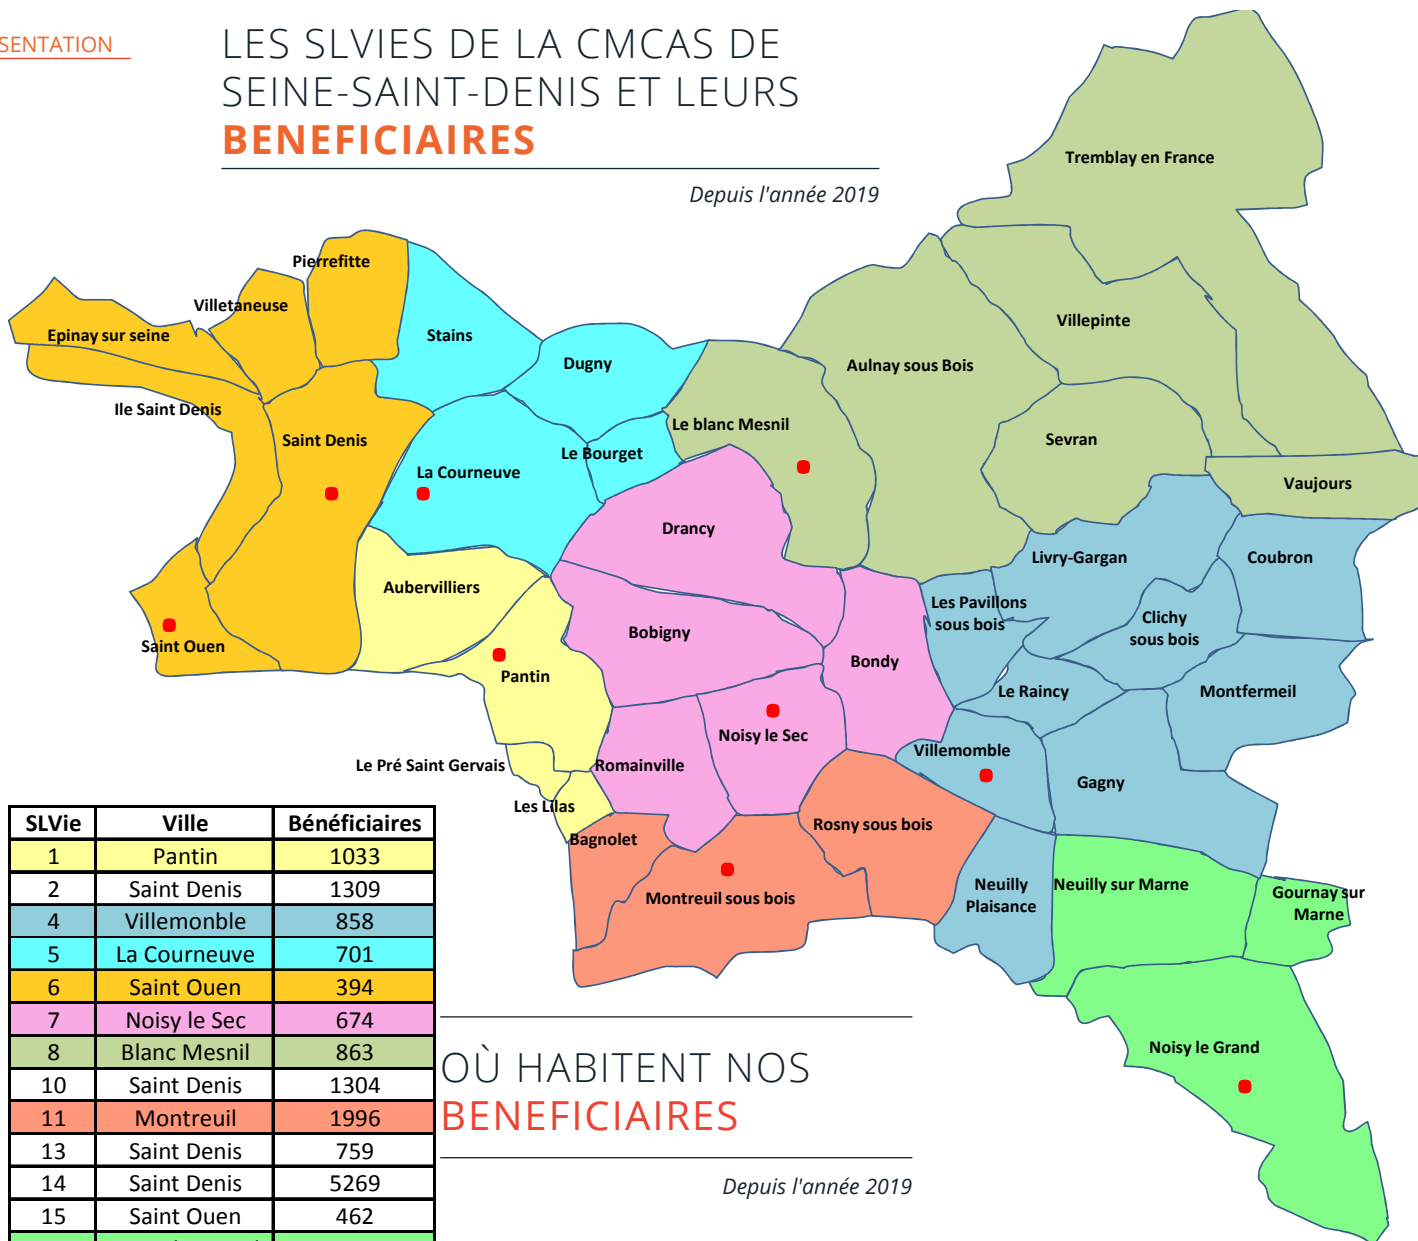 SENTATION
LES SLVIES DE LA CMCAS DE
SEINE-SAINT-DENIS ET LEURS
BENEFICIAIRES
Depuis l'année 2019
Tremblay en France
Pierrefitte
Villetaneuse
Epinay sur seine
Stains
Villepinte
Dugny
Aulnay sous Bois
Ile Saint Denis
Saint Denis
Le blanc Mesnil
Sevran
Le Bourget
La Courneuve
Vaujours
Drancy
Livry-Gargan
Coubron
Aubervilliers
Les Pavillons
sous bois
Clichy
sous bois
Bobigny
Saint Ouen
Bondy
Pantin
Le Raincy
Montfermeil
Noisy le Sec
Villemomble
Le Pré Saint Gervais
Romainville
Gagny
Les Lilas
Rosny sous bois
Bagnolet
Montreuil sous bois
Neuilly
Plaisance
Neuilly sur Marne
Gournay sur
Marne
Noisy le Grand
SLVie Ville Bénéficiaires
1 Pantin 1033
2 Saint Denis 1309
4 Villemonble 858
5 La Courneuve 701
6 Saint Ouen 394
7 Noisy le Sec 674
8 Blanc Mesnil 863
10 Saint Denis 1304
11 Montreuil 1996
13 Saint Denis 759
14 Saint Denis 5269
15 Saint Ouen 462
OÙ HABITENT NOS
BENEFICIAIRES
Depuis l'année 2019